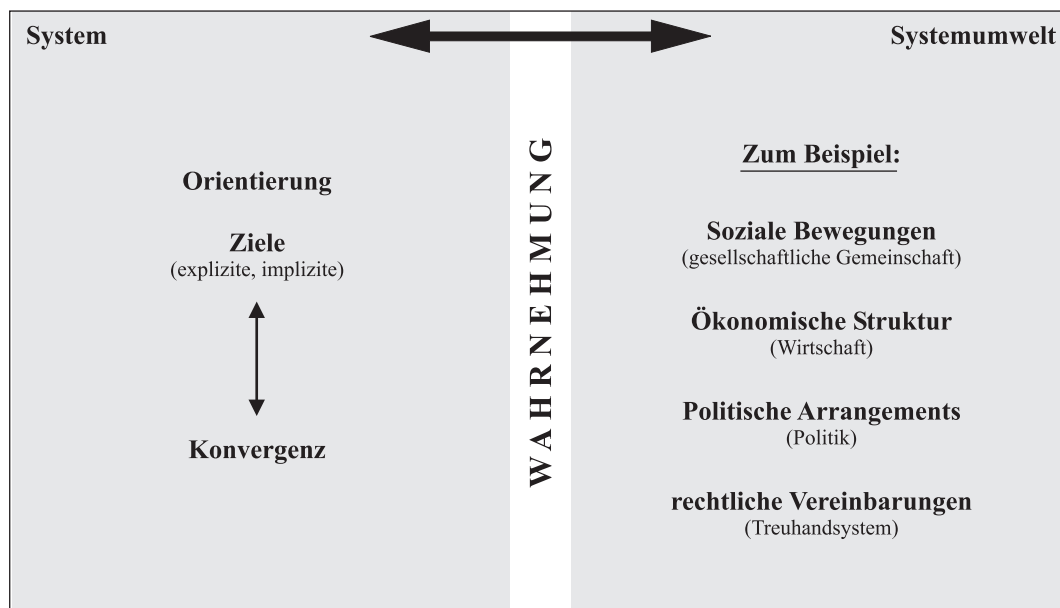 System
Systemumwelt
Orientierung
Ziele
(explizite, implizite)
Konvergenz
WAHRNEHMUNG
Zum Beispiel:
Soziale Bewegungen
(gesellschaftliche Gemeinschaft)
Ökonomische Struktur
(Wirtschaft)
Politische Arrangements
(Politik)
rechtliche Vereinbarungen
(Treuhandsystem)